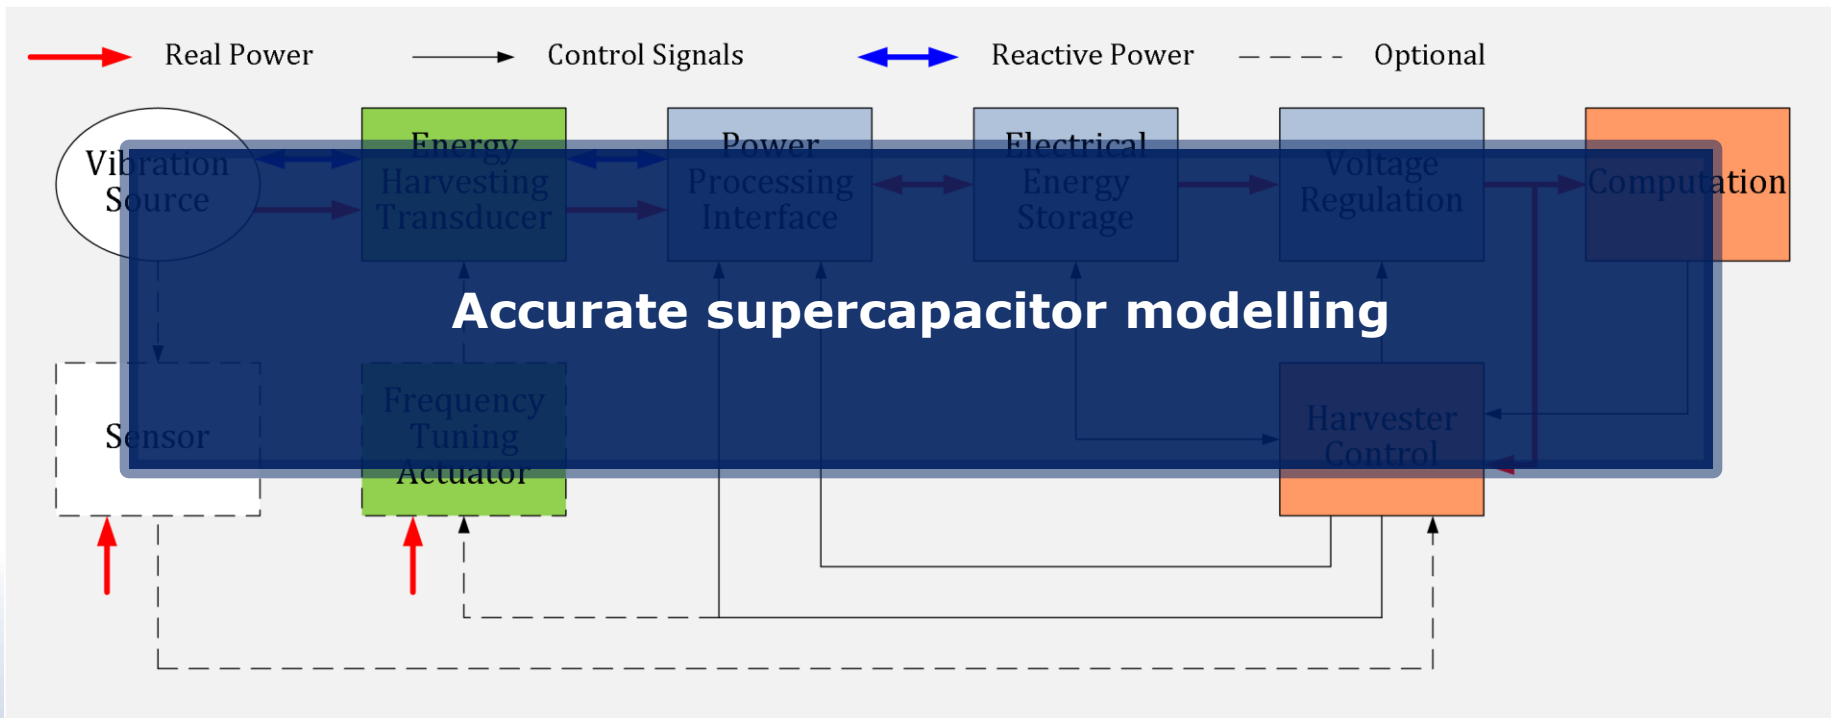 Real Power
Control Signals
Reactive Power
Optional
Vibration
Source
Energy
Harvesting
Transducer
Power
Processing
Interface
Electrical
Energy
Storage
Voltage
Regulation
Computation
Accurate supercapacitor modelling
Sensor
Frequency
Tuning
Actuator
Harvester
Control